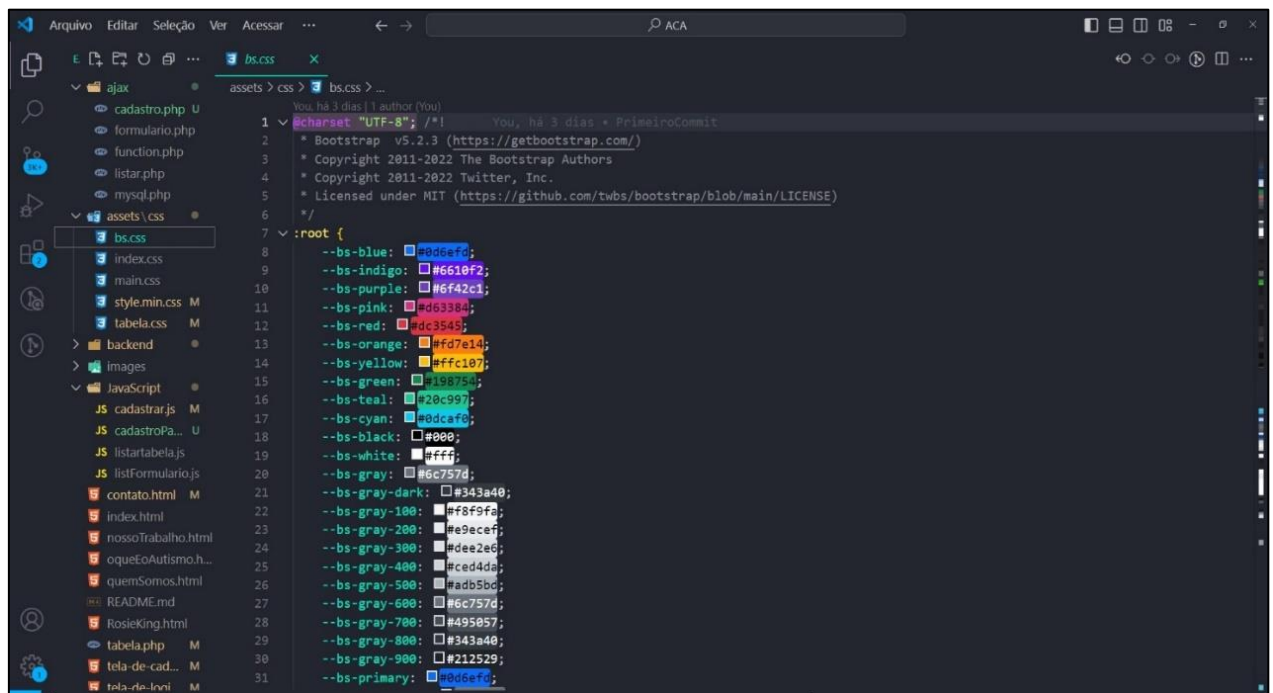 Arquivo Editar Seleção Ver Acessar ··· ACA
E bs.css
ajax
cadastro.php U
formulario.php
function.php
listar.php
mysql.php
assets \ css
bs.css
index.css
main.css
style.min.css M
tabela.css M
backend
images
JavaScript
JS cadastrar.js M
JS cadastroPa... U
JS listartabela.js
JS listFormulario.js
contato.html M
index.html
nossoTrabalho.html
oqueEoAutismo.h...
quemSomos.html
README.md
RosieKing.html
tabela.php M
tela-de-cad... M
tela-de-logi... M
assets > css > bs.css > ...
You, há 3 dias | 1 author (You)
1 @charset "UTF-8"; /*! You, há 3 dias • PrimeiroCommit
2 * Bootstrap v5.2.3 (https://getbootstrap.com/)
3 * Copyright 2011-2022 The Bootstrap Authors
4 * Copyright 2011-2022 Twitter, Inc.
5 * Licensed under MIT (https://github.com/twbs/bootstrap/blob/main/LICENSE)
6 */
7 :root {
8 --bs-blue: #0d6efd;
9 --bs-indigo: #6610f2;
10 --bs-purple: #6f42c1;
11 --bs-pink: #d63384;
12 --bs-red: #dc3545;
13 --bs-orange: #fd7e14;
14 --bs-yellow: #ffc107;
15 --bs-green: #198754;
16 --bs-teal: #20c997;
17 --bs-cyan: #0dcaf0;
18 --bs-black: #000;
19 --bs-white: #fff;
20 --bs-gray: #6c757d;
21 --bs-gray-dark: #343a40;
22 --bs-gray-100: #f8f9fa;
23 --bs-gray-200: #e9ecef;
24 --bs-gray-300: #dee2e6;
25 --bs-gray-400: #ced4da;
26 --bs-gray-500: #adb5bd;
27 --bs-gray-600: #6c757d;
28 --bs-gray-700: #495057;
29 --bs-gray-800: #343a40;
30 --bs-gray-900: #212529;
31 --bs-primary: #0d6efd;